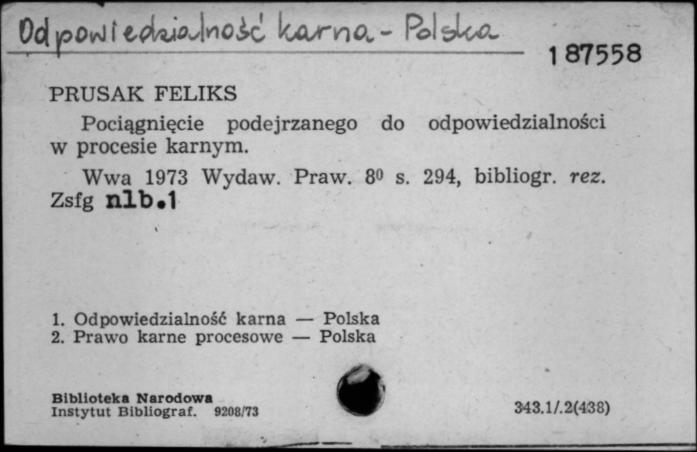 Odpowiedzialność karna - Polska
187558
PRUSAK FELIKS
Pociągnięcie podejrzanego do odpowiedzialności
w procesie karnym.
Wwa 1973 Wydaw. Praw. 8⁰ s. 294, bibliogr. rez.
Zsfg nlb.1
1. Odpowiedzialność karna — Polska
2. Prawo karne procesowe — Polska
Biblioteka Narodowa
Instytut Bibliograf. 9208/73
343.1/.2(438)